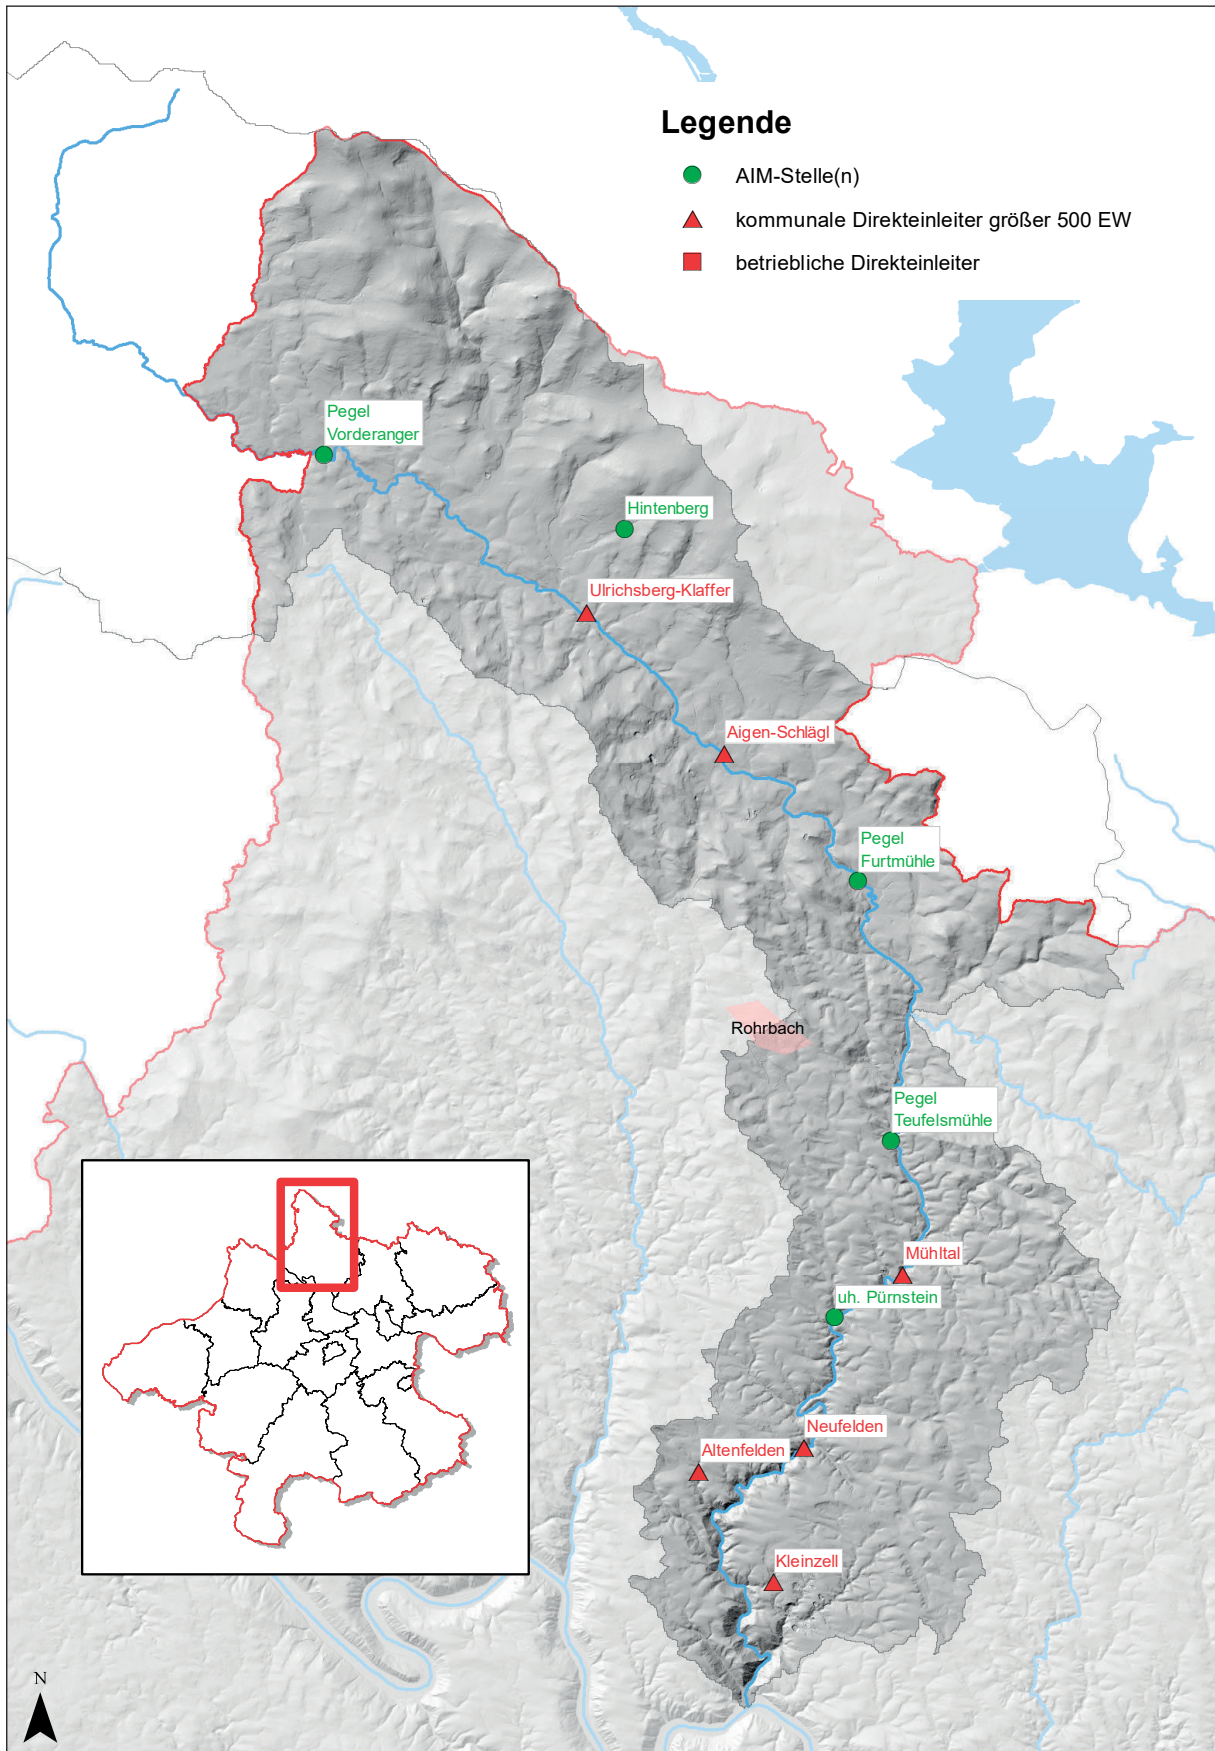 Legende
AIM-Stelle(n)
kommunale Direkteinleiter größer 500 EW
betriebliche Direkteinleiter
Pegel
Vorderanger
Hintenberg
Ulrichsberg-Klaffer
Aigen-Schlägl
Pegel
Furtmühle
Rohrbach
Pegel
Teufelsmühle
Mühltal
uh. Pürnstein
Neufelden
Altenfelden
Kleinzell
N